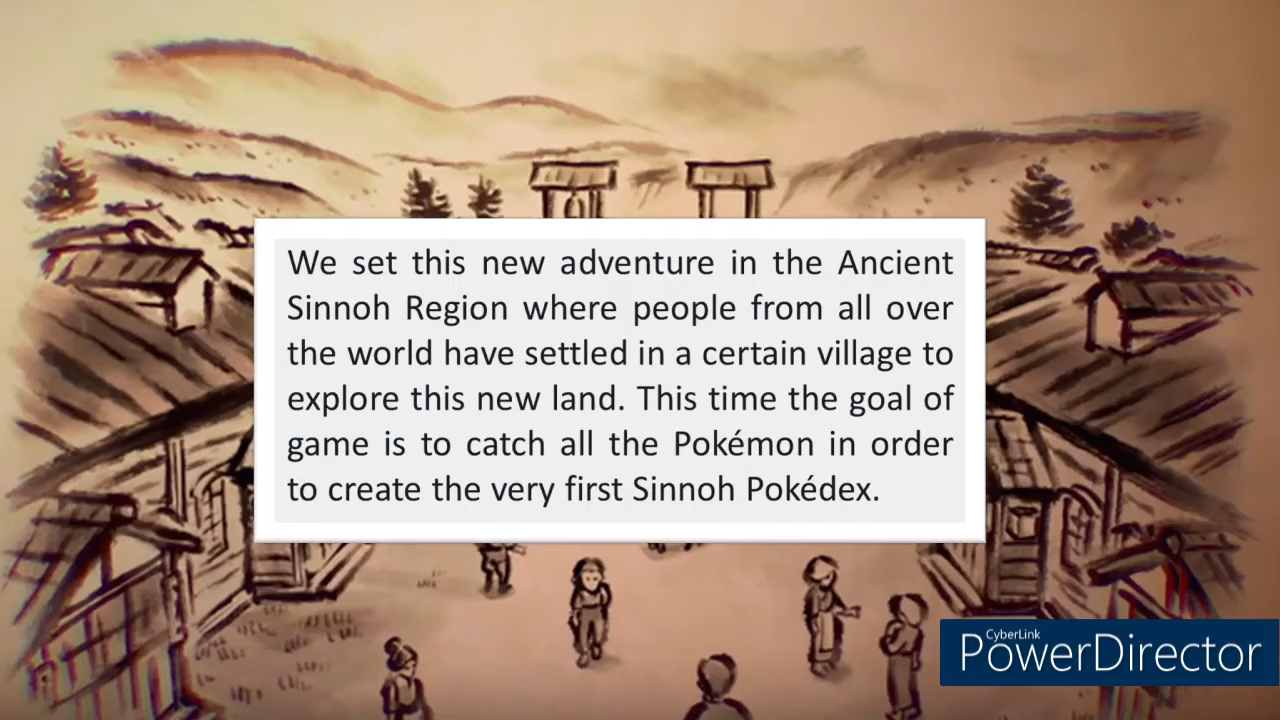 We set this new adventure in the Ancient
Sinnoh Region where people from all over
the world have settled in a certain village to
explore this new land. This time the goal of
game is to catch all the Pokémon in order
to create the very first Sinnoh Pokédex.
CyberLink
PowerDirector